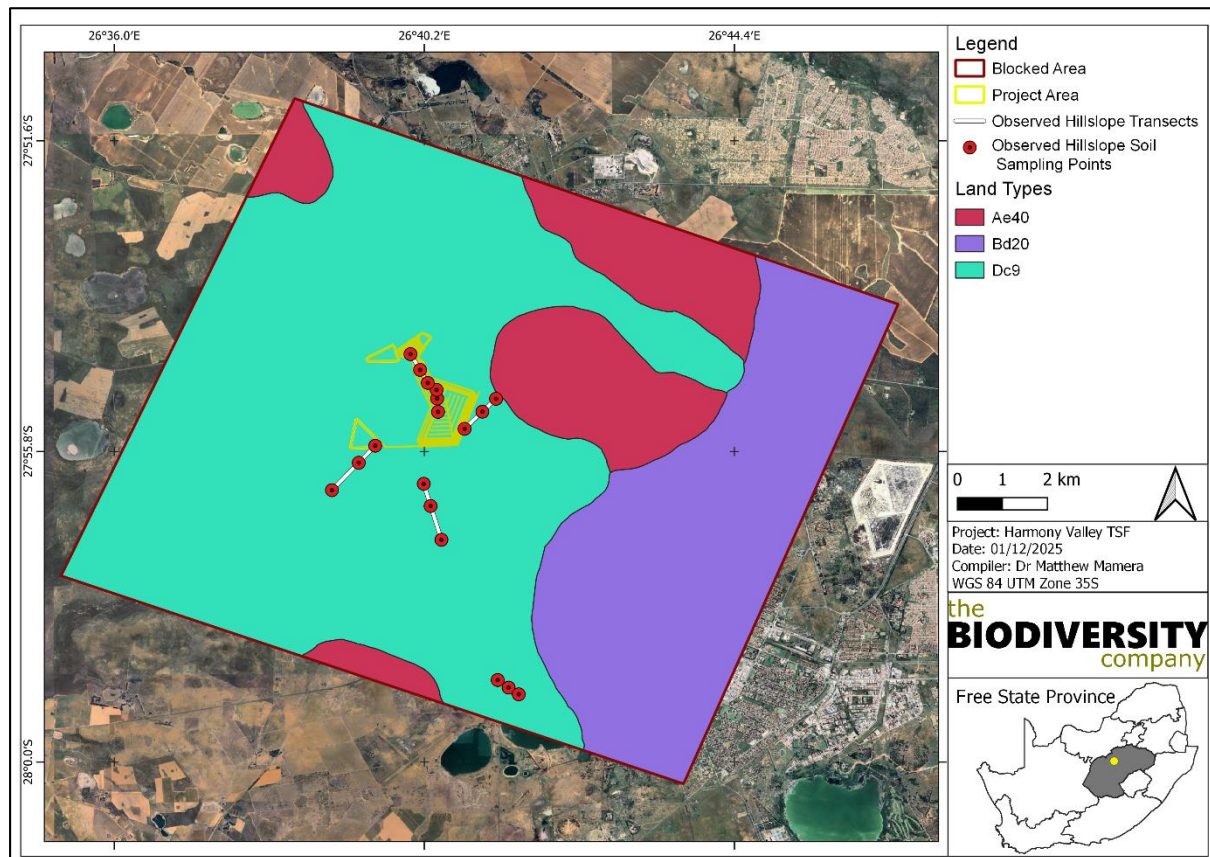 26°36.0'E
26°40.2'E
26°44.4'E
27°51.6'S
27°55.8'S
28°0.0'S
Legend
Blocked Area
Project Area
Observed Hillslope Transects
Observed Hillslope Soil
Sampling Points
Land Types
Ae40
Bd20
Dc9
0 1 2 km
Project: Harmony Valley TSF
Date: 01/12/2025
Compiler: Dr Matthew Mamera
WGS 84 UTM Zone 35S
the
BIODIVERSITY
company
Free State Province